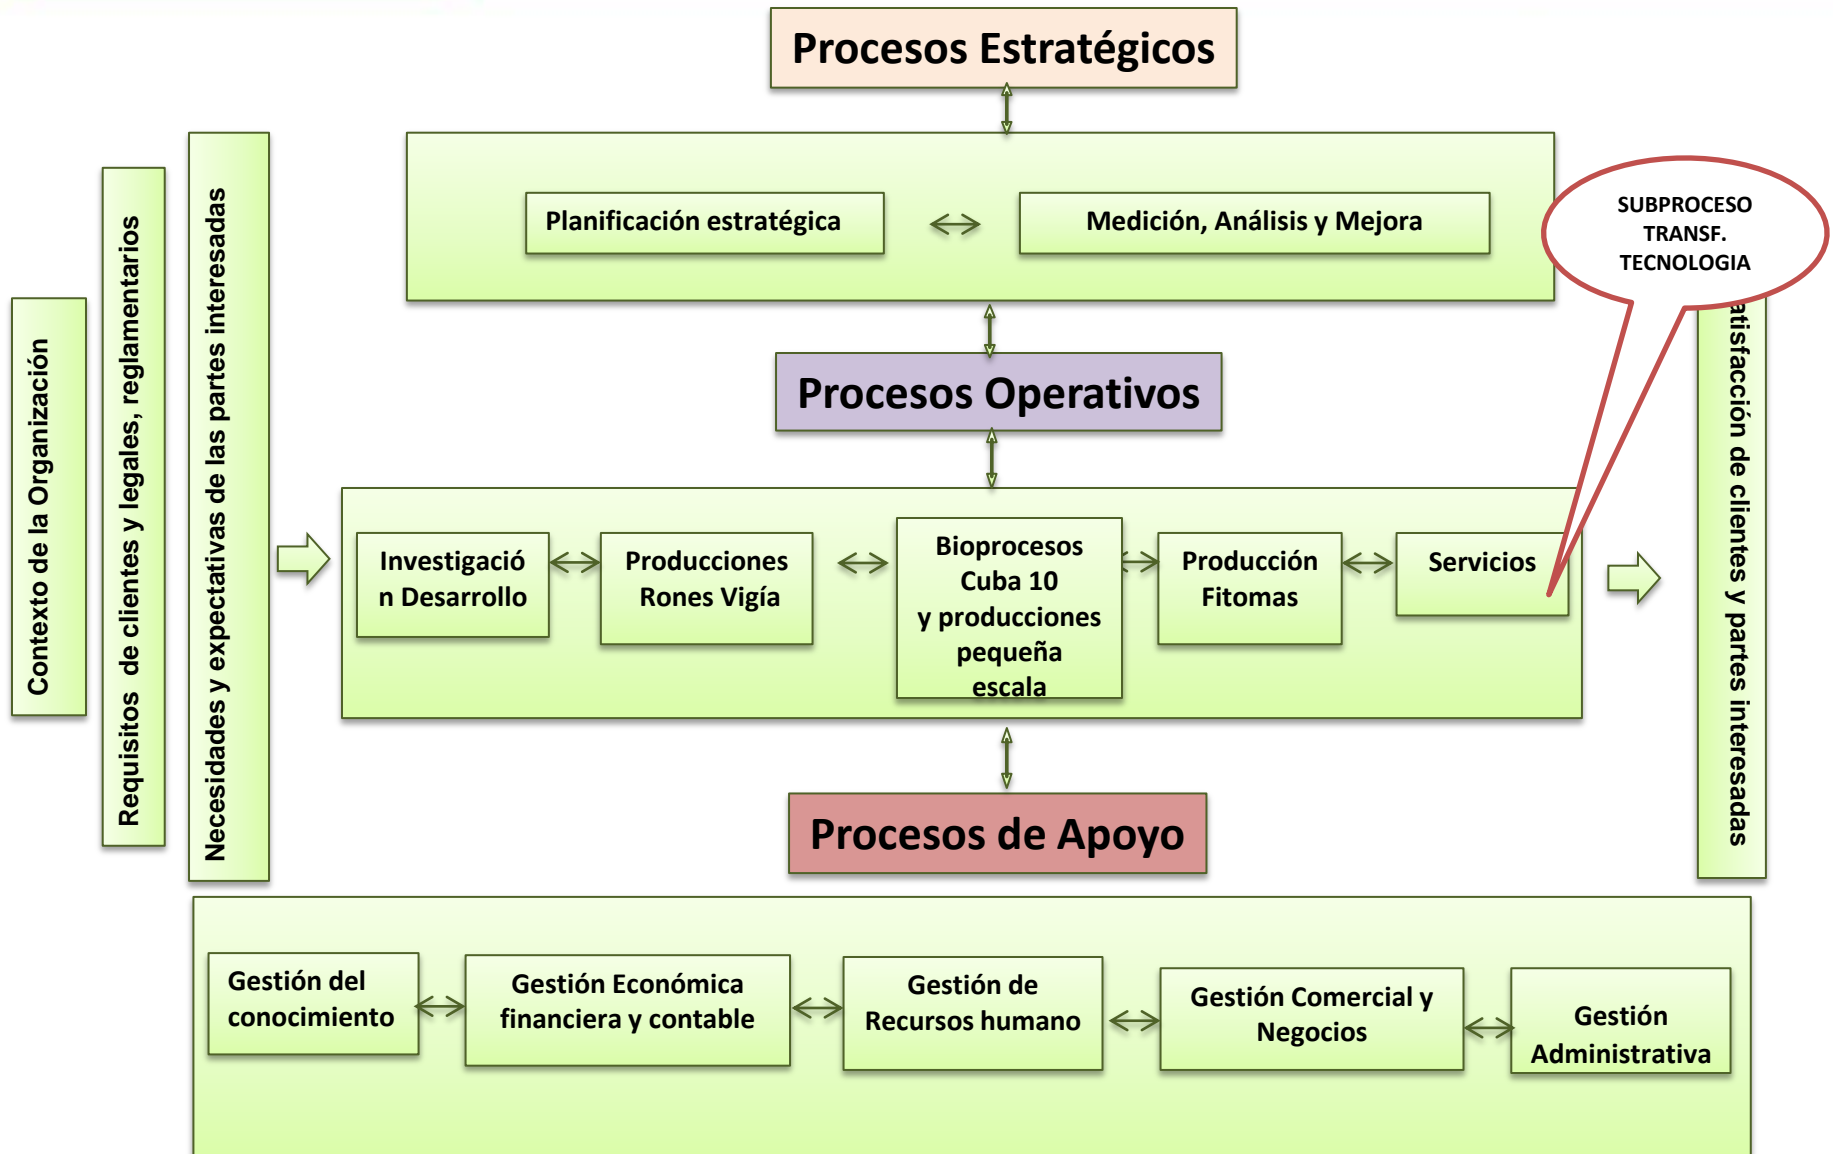 Procesos Estratégicos
Planificación estratégica
Medición, Análisis y Mejora
SUBPROCESO
TRANSF.
TECNOLOGIA
Contexto de la Organización
Requisitos de clientes y legales, reglamentarios
Necesidades y expectativas de las partes interesadas
Procesos Operativos
Investigació
n Desarrollo
Producciones
Rones Vigía
Bioprocesos
Cuba 10
y producciones
pequeña
escala
Producción
Fitomas
Servicios
atisfacción de clientes y partes interesadas
Procesos de Apoyo
Gestión del
conocimiento
Gestión Económica
financiera y contable
Gestión de
Recursos humano
Gestión Comercial y
Negocios
Gestión
Administrativa